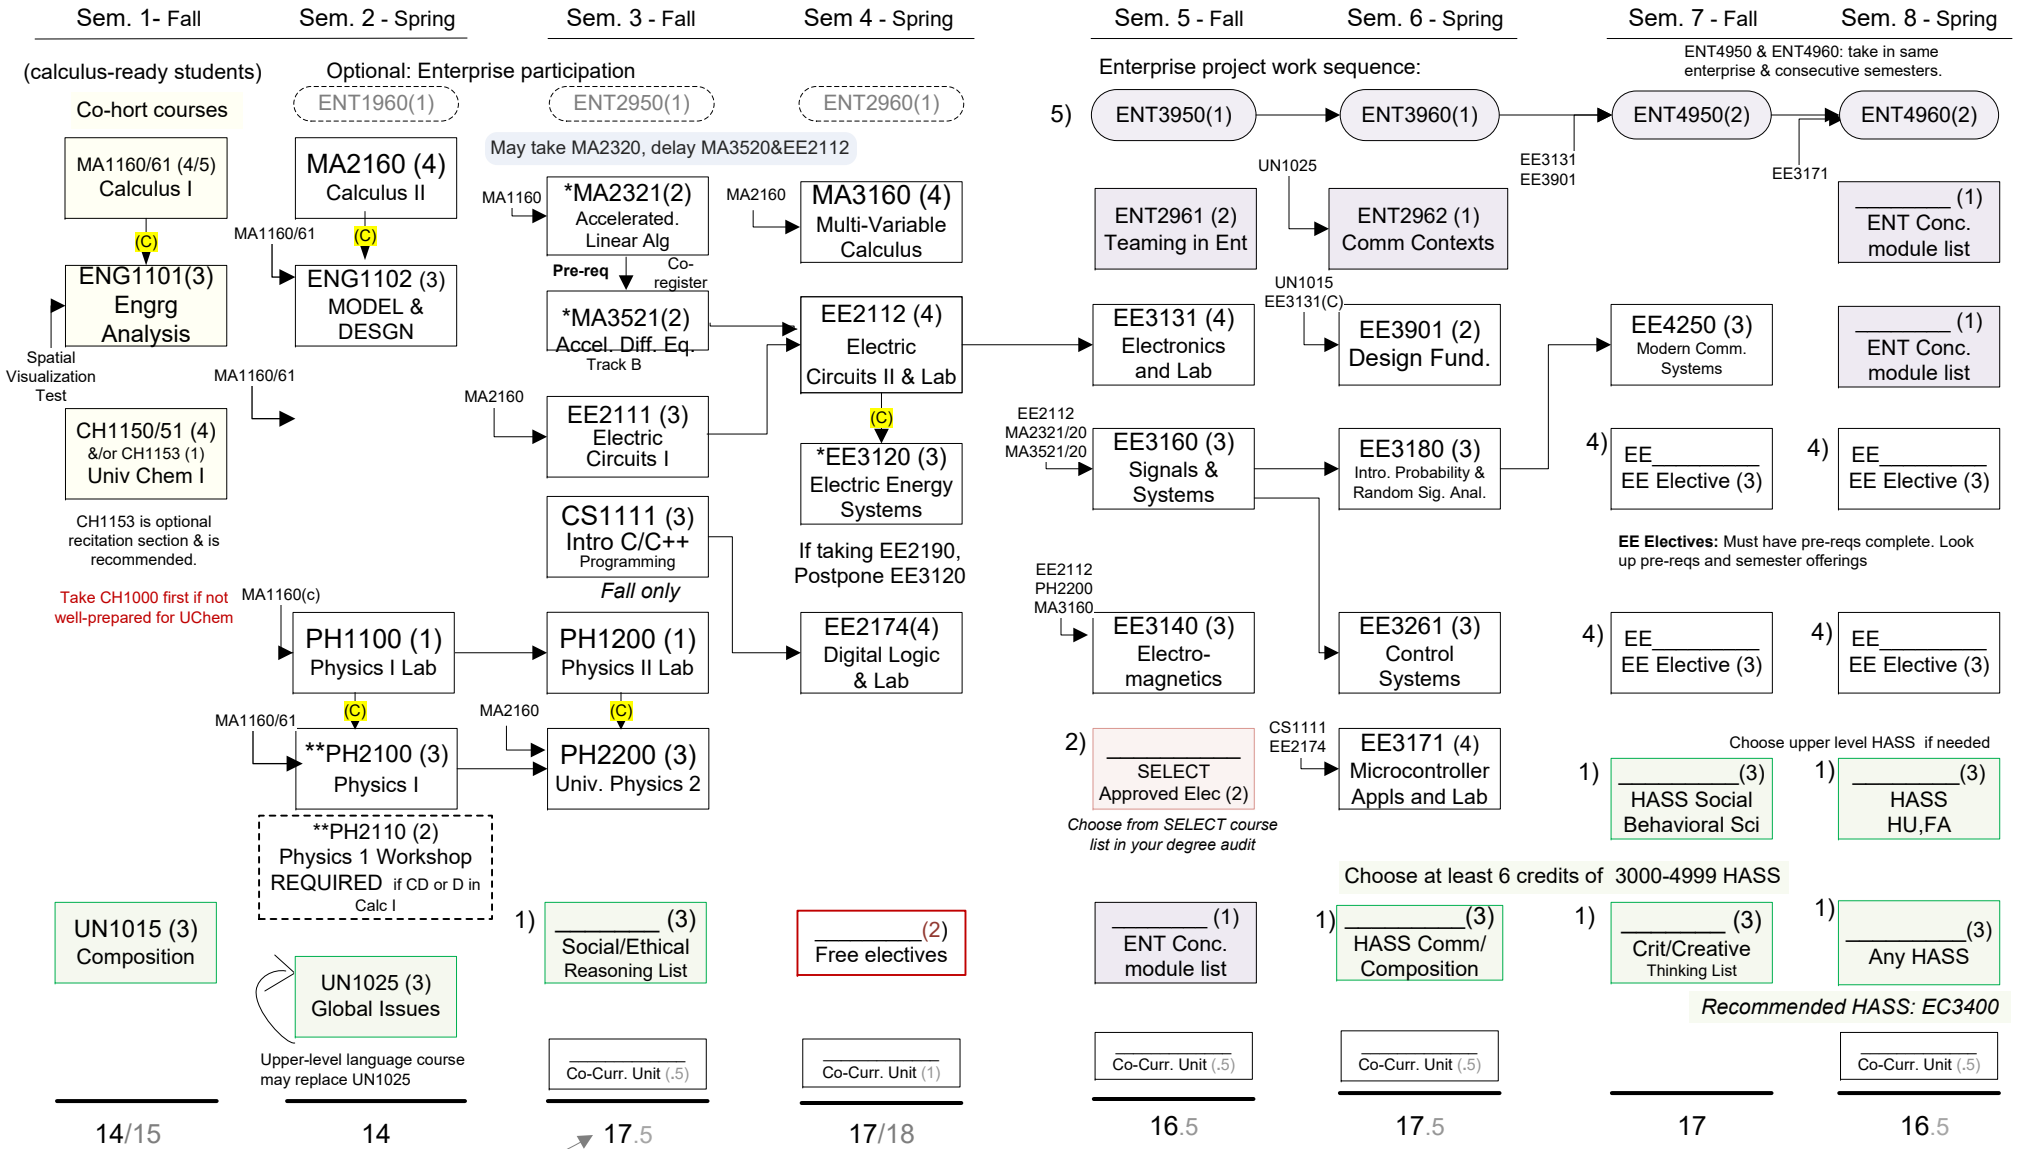 Sem. 1- Fall
Sem. 2 - Spring
Sem. 3 - Fall
Sem 4 - Spring
Sem. 5 - Fall
Sem. 6 - Spring
Sem. 7 - Fall
Sem. 8 - Spring
(calculus-ready students)
Co-hort courses
MA1160/61 (4/5)
Calculus I
(C)
ENG1101(3)
Engrg
Analysis
Spatial
Visualization
Test
CH1150/51 (4)
&/or CH1153 (1)
Univ Chem I
CH1153 is optional
recitation section & is
recommended.
Take CH1000 first if not
well-prepared for UChem
UN1015 (3)
Composition
14/15
Optional: Enterprise participation
ENT1960(1)
MA2160 (4)
Calculus II
MA1160/61
(C)
ENG1102 (3)
MODEL &
DESGN
MA1160/61
MA1160(c)
PH1100 (1)
Physics I Lab
(C)
MA1160/61
**PH2100 (3)
Physics I
**PH2110 (2)
Physics 1 Workshop
REQUIRED if CD or D in
Calc I
UN1025 (3)
Global Issues
Upper-level language course
may replace UN1025
14
ENT2950(1)
May take MA2320, delay MA3520&EE2112
MA1160
*MA2321(2)
Accelerated.
Linear Alg
Pre-req
Co-
register
*MA3521(2)
Accel. Diff. Eq.
Track B
MA2160
EE2111 (3)
Electric
Circuits I
CS1111 (3)
Intro C/C++
Programming
Fall only
PH1200 (1)
Physics II Lab
(C)
MA2160
PH2200 (3)
Univ. Physics 2
1)
_______ (3)
Social/Ethical
Reasoning List
__________
Co-Curr. Unit (.5)
17.5
ENT2960(1)
MA2160
MA3160 (4)
Multi-Variable
Calculus
EE2112 (4)
Electric
Circuits II & Lab
(C)
*EE3120 (3)
Electric Energy
Systems
If taking EE2190,
Postpone EE3120
EE2174(4)
Digital Logic
& Lab
________(2)
Free electives
__________
Co-Curr. Unit (1)
17/18
Enterprise project work sequence:
5)
ENT3950(1)
ENT2961 (2)
Teaming in Ent
EE3131 (4)
Electronics
and Lab
EE2112
MA2321/20
MA3521/20
EE3160 (3)
Signals &
Systems
EE2112
PH2200
MA3160
EE3140 (3)
Electro-
magnetics
2)
__________
SELECT
Approved Elec (2)
Choose from SELECT course
list in your degree audit
_______ (1)
ENT Conc.
module list
__________
Co-Curr. Unit (.5)
16.5
ENT3960(1)
UN1025
ENT2962 (1)
Comm Contexts
UN1015
EE3131(C)
EE3901 (2)
Design Fund.
EE3180 (3)
Intro. Probability &
Random Sig. Anal.
EE3261 (3)
Control
Systems
CS1111
EE2174
EE3171 (4)
Microcontroller
Appls and Lab
Choose at least 6 credits of 3000-4999 HASS
1)
_________(3)
HASS Comm/
Composition
__________
Co-Curr. Unit (.5)
17.5
ENT4950 & ENT4960: take in same
enterprise & consecutive semesters.
ENT4950(2)
EE3131
EE3901
EE4250 (3)
Modern Comm.
Systems
4)
EE________
EE Elective (3)
EE Electives: Must have pre-reqs complete. Look
up pre-reqs and semester offerings
4)
EE________
EE Elective (3)
Choose upper level HASS if needed
1)
_________(3)
HASS Social
Behavioral Sci
1)
________ (3)
Crit/Creative
Thinking List
17
ENT4960(2)
EE3171
_______ (1)
ENT Conc.
module list
_______ (1)
ENT Conc.
module list
4)
EE________
EE Elective (3)
4)
EE________
EE Elective (3)
1)
________(3)
HASS
HU,FA
1)
_________(3)
Any HASS
Recommended HASS: EC3400
__________
Co-Curr. Unit (.5)
16.5